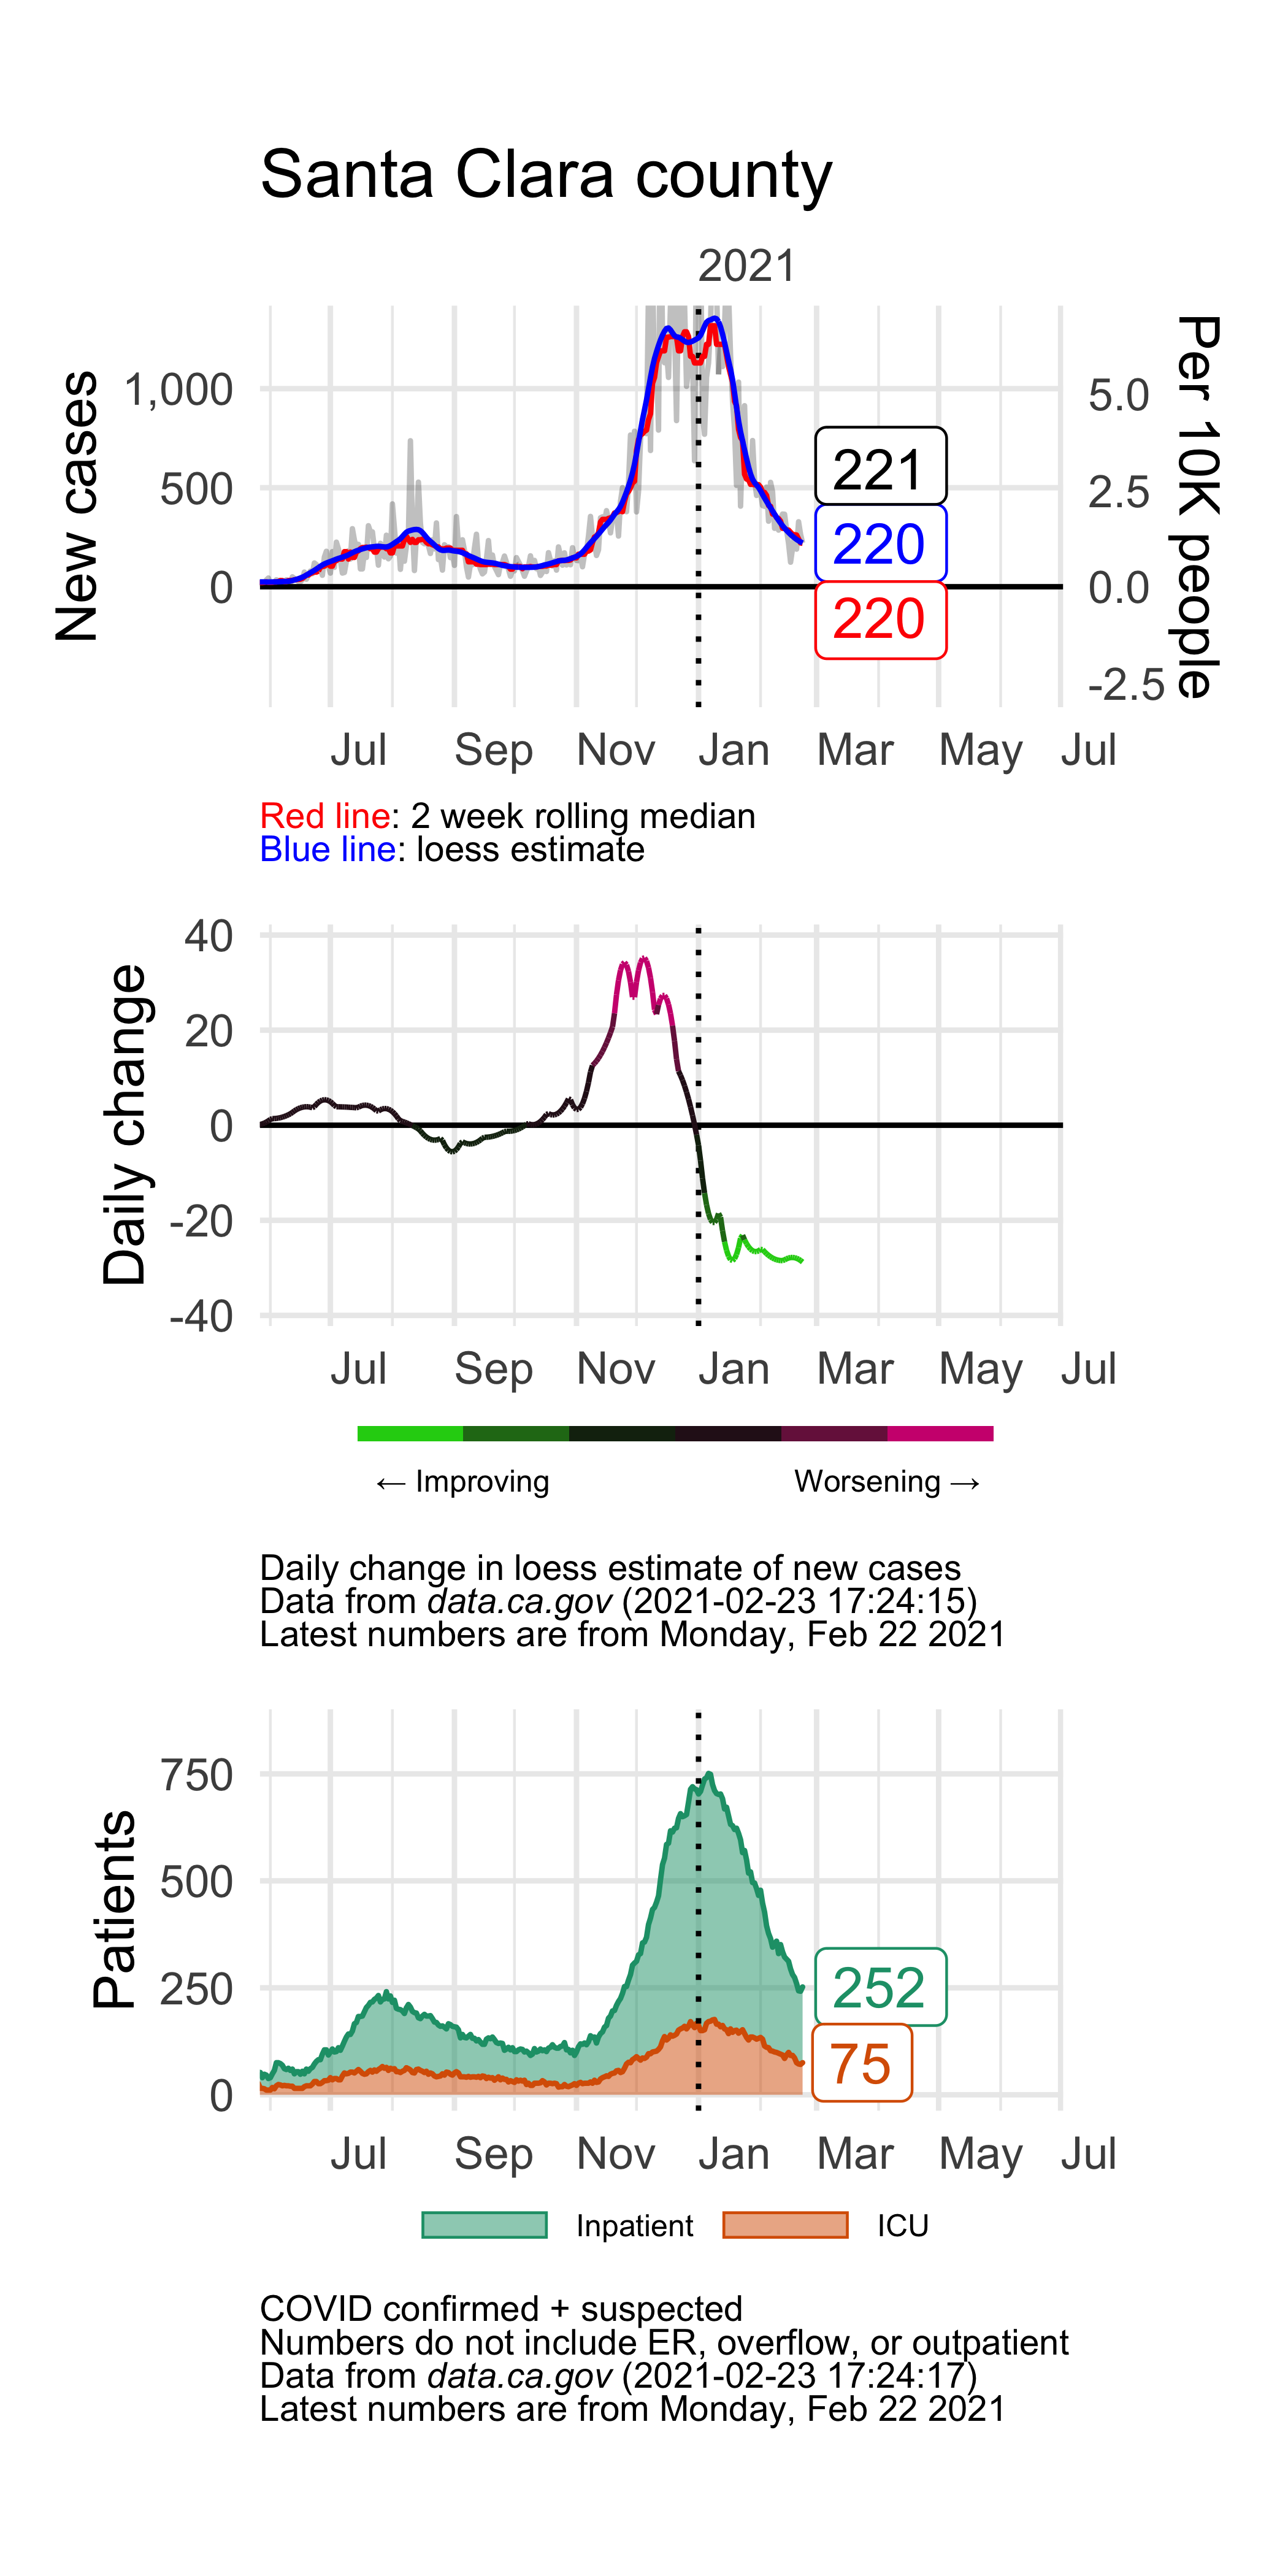 Santa Clara county
2021
New cases
1,000
500
0
5.0
2.5
0.0
-2.5
Per 10K people
221
220
220
Jul Sep Nov Jan Mar May Jul
Red line: 2 week rolling median
Blue line: loess estimate
Daily change
40
20
0
-20
-40
Jul Sep Nov Jan Mar May Jul
← Improving Worsening →
Daily change in loess estimate of new cases
Data from data.ca.gov (2021-02-23 17:24:15)
Latest numbers are from Monday, Feb 22 2021
Patients
750
500
250
0
252
75
Jul Sep Nov Jan Mar May Jul
Inpatient ICU
COVID confirmed + suspected
Numbers do not include ER, overflow, or outpatient
Data from data.ca.gov (2021-02-23 17:24:17)
Latest numbers are from Monday, Feb 22 2021